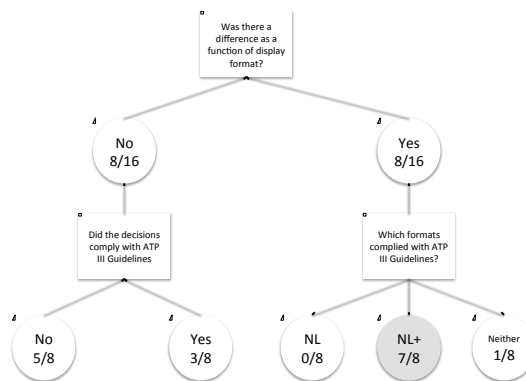 Was there a
difference as a
function of display
format?
No
8/16
Yes
8/16
Did the decisions
comply with ATP
III Guidelines
Which formats
complied with ATP
III Guidelines?
No
5/8
Yes
3/8
NL
0/8
NL+
7/8
Neither
1/8